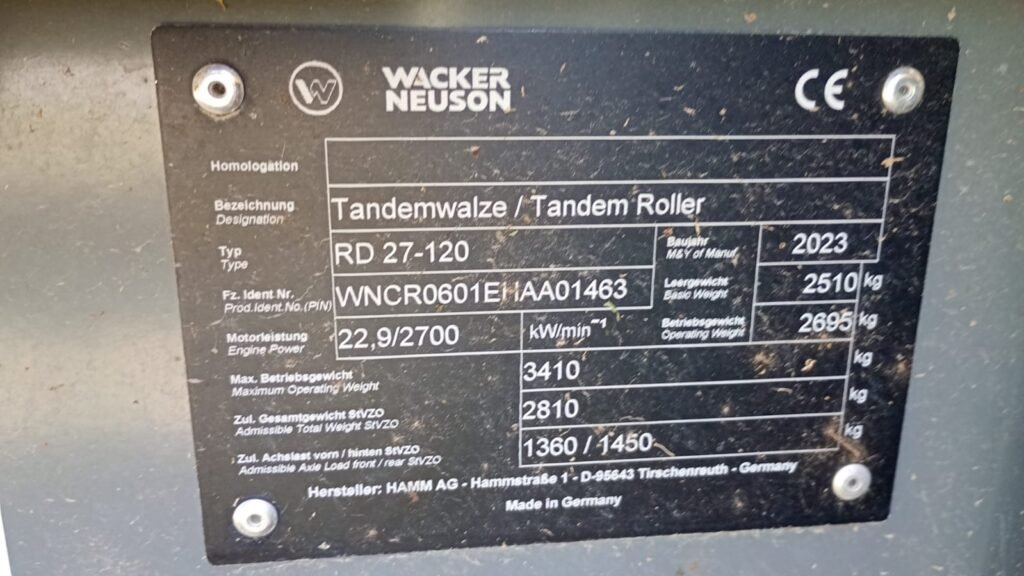 W WACKER NEUSON CE
Homologation
Bezeichnung Tandemwalze / Tandem Roller
Designation
Typ RD 27-120 Baujahr 2023
Type M&Y of Manuf.
Fz. Ident Nr. WNCR0601EHAA01463 Leergewicht 2510 kg
Prod.Ident.No.(PIN) Basic Weight
Motorleistung 22,9/2700 kW/min⁻¹ Betriebsgewicht 2695 kg
Engine Power Operating Weight
Max. Betriebsgewicht 3410 kg
Maximum Operating Weight
Zul. Gesamtgewicht StVZO 2810 kg
Admissible Total Weight StVZO
Zul. Achslast vorn / hinten StVZO 1360 / 1450 kg
Admissible Axle Load front / rear StVZO
Hersteller: HAMM AG - Hammstraße 1 - D-95643 Tirschenreuth - Germany
Made in Germany